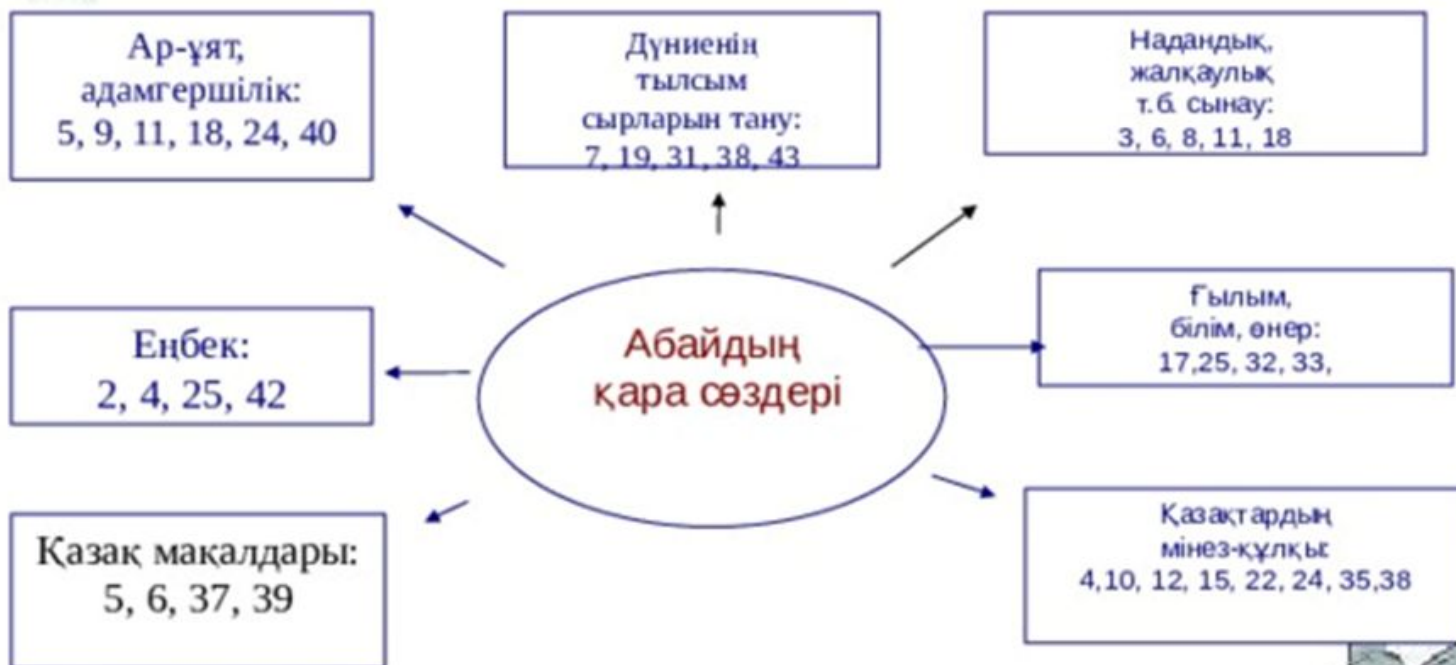 Ар-ұят,
адамгершілік:
5, 9, 11, 18, 24, 40
Дүниенің
тылсым
сырларын тану:
7, 19, 31, 38, 43
Надандық,
жалқаулық
т.б. сынау:
3, 6, 8, 11, 18
Еңбек:
2, 4, 25, 42
Абайдың
қара сөздері
Ғылым,
білім, өнер:
17,25, 32, 33,
Қазақ мақалдары:
5, 6, 37, 39
Қазақтардың
мінез-құлқы:
4,10, 12, 15, 22, 24, 35,38